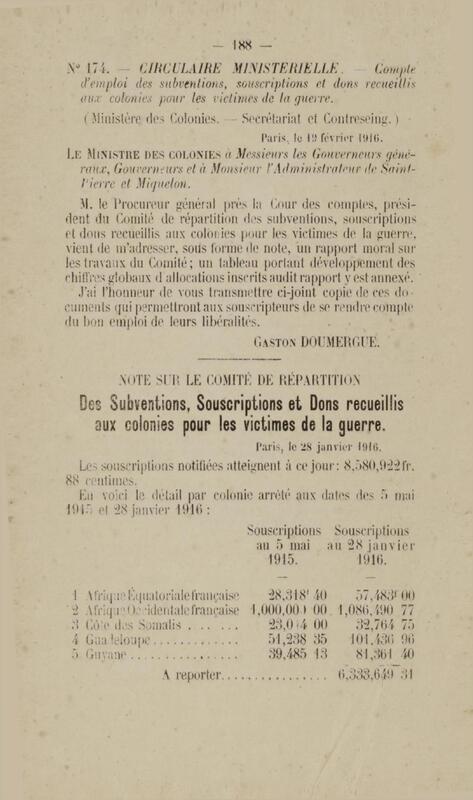 — 188 —
N° 174. — CIRCULAIRE MINISTERIELLE. — Compte
d'emploi des subventions, souscriptions et dons recueillis
aux colonies pour les victimes de la guerre.
(Ministère des Colonies. — Secrétariat et Contreseing.)
Paris, le 19 février 1916.
LE MINISTRE DES COLONIES à Messieurs les Gouverneurs géné-
raux, Gouverneurs et à Monsieur l'Administrateur de Saint-
Pierre et Miquelon.
M. le Procureur général près la Cour des comptes, prési-
dent du Comité de répartition des subventions, souscriptions
et dons recueillis aux colonies pour les victimes de la guerre,
vient de m'adresser, sous forme de note, un rapport moral sur
les travaux du Comité; un tableau portant développement des
chiffres globaux d allocations inscrits audit rapport y est annexé.
J'ai l'honneur de vous transmettre ci-joint copie de ces do-
cuments qui permettront aux souscripteurs de se rendre compte
du bon emploi de leurs libéralités.
GASTON DOUMERGUE.
NOTE SUR LE COMITÉ DE RÉPARTITION
Des Subventions, Souscriptions et Dons recueillis
aux colonies pour les victimes de la guerre.
Paris, le 28 janvier 1916.
Les souscriptions notifiées atteignent à ce jour: 8,580,922fr.
88 centimes.
En voici le détail par colonie arrêté aux dates des 5 mai
1915 et 28 janvier 1916 :
Souscriptions Souscriptions
au 5 mai au 28 janvier
1915. 1916.
— —
1 Afrique Équatoriale française 28,318f 40 57,483f 00
2 Afrique Occidentale française 1,000,000 00 1,086,490 77
3 Côte des Somalis . . . . . . 00 32,764 75
4 Guadeloupe............. 51,238 35 101,436 96
5 Guyane................ 39,485 13 81,361 40
A reporter............... 6,333,649 31